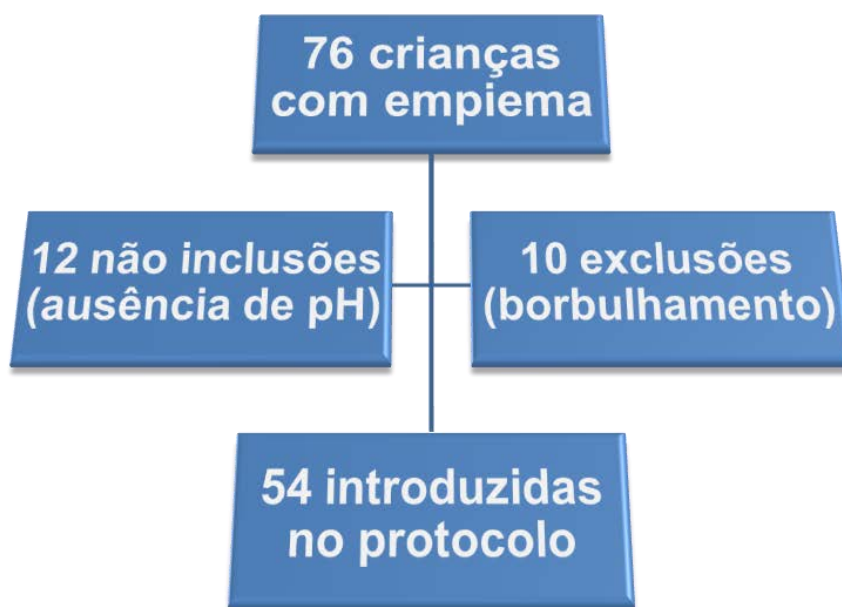 76 crianças
com empiema
12 não inclusões
(ausência de pH)
10 exclusões
(borbulhamento)
54 introduzidas
no protocolo